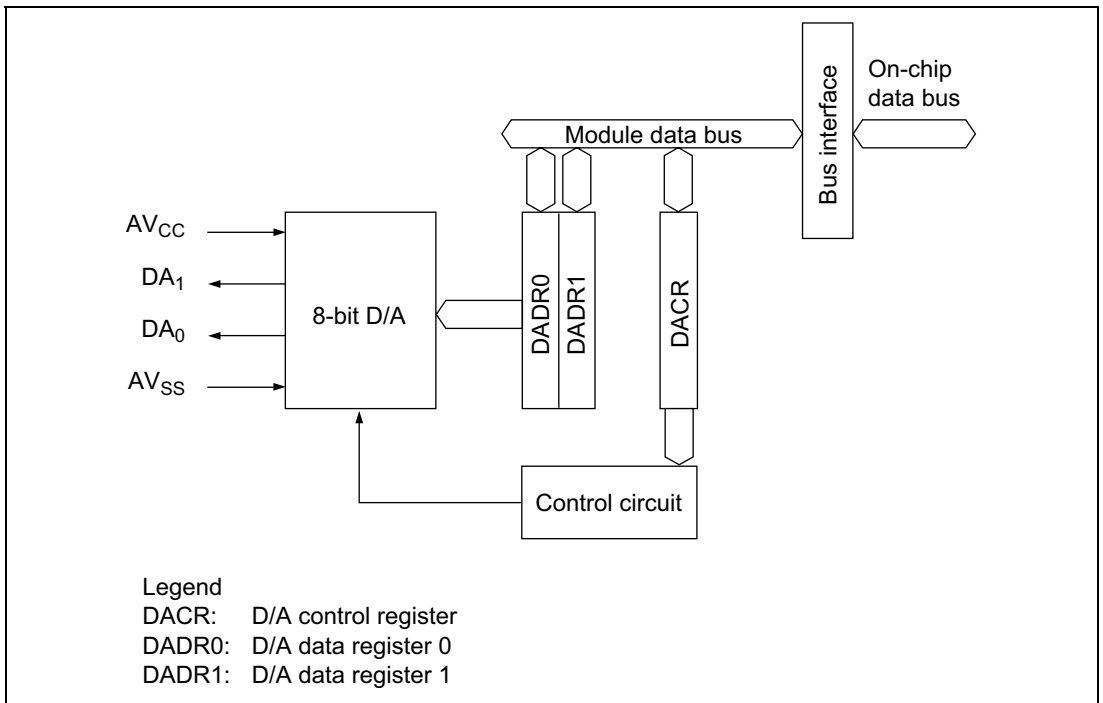 On-chip
data bus
Bus interface
Module data bus
AVCC
DA1
DA0
AVSS
8-bit D/A
DADR0
DADR1
DACR
Control circuit
Legend
DACR: D/A control register
DADR0: D/A data register 0
DADR1: D/A data register 1